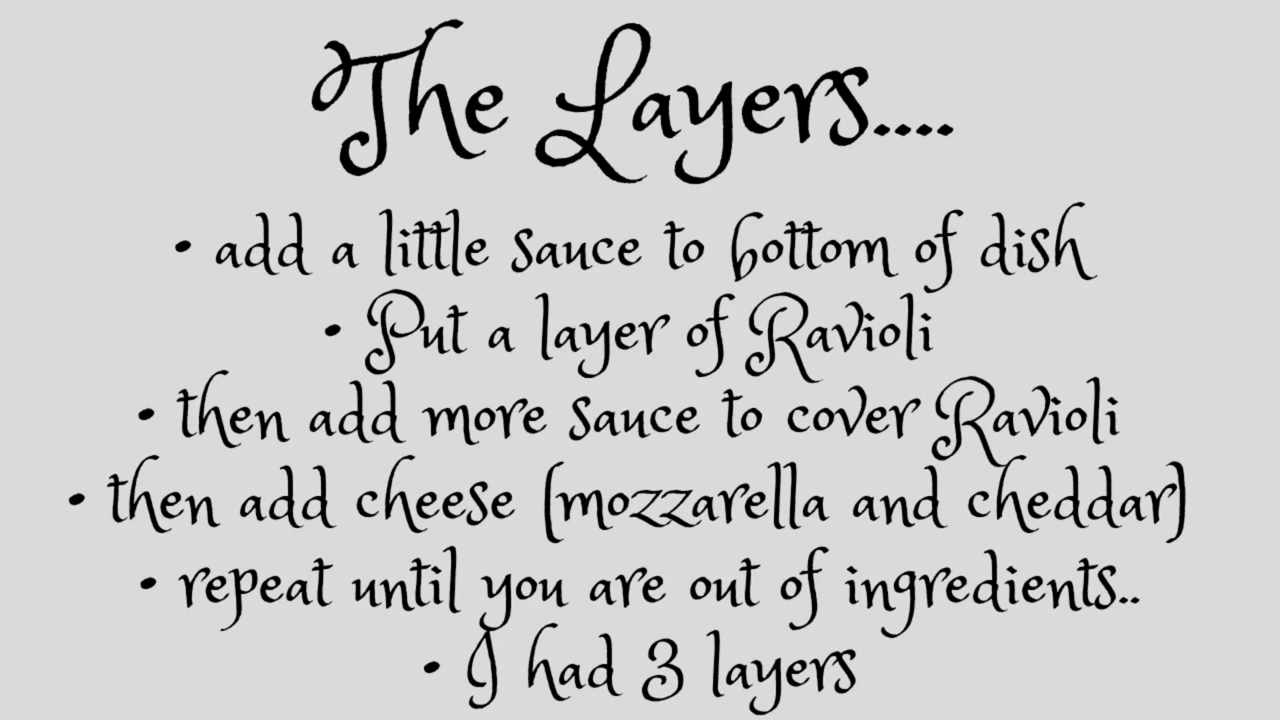 The Layers....
• add a little sauce to bottom of dish
• Put a layer of Ravioli
• then add more sauce to cover Ravioli
• then add cheese (mozzarella and cheddar)
• repeat until you are out of ingredients..
• I had 3 layers